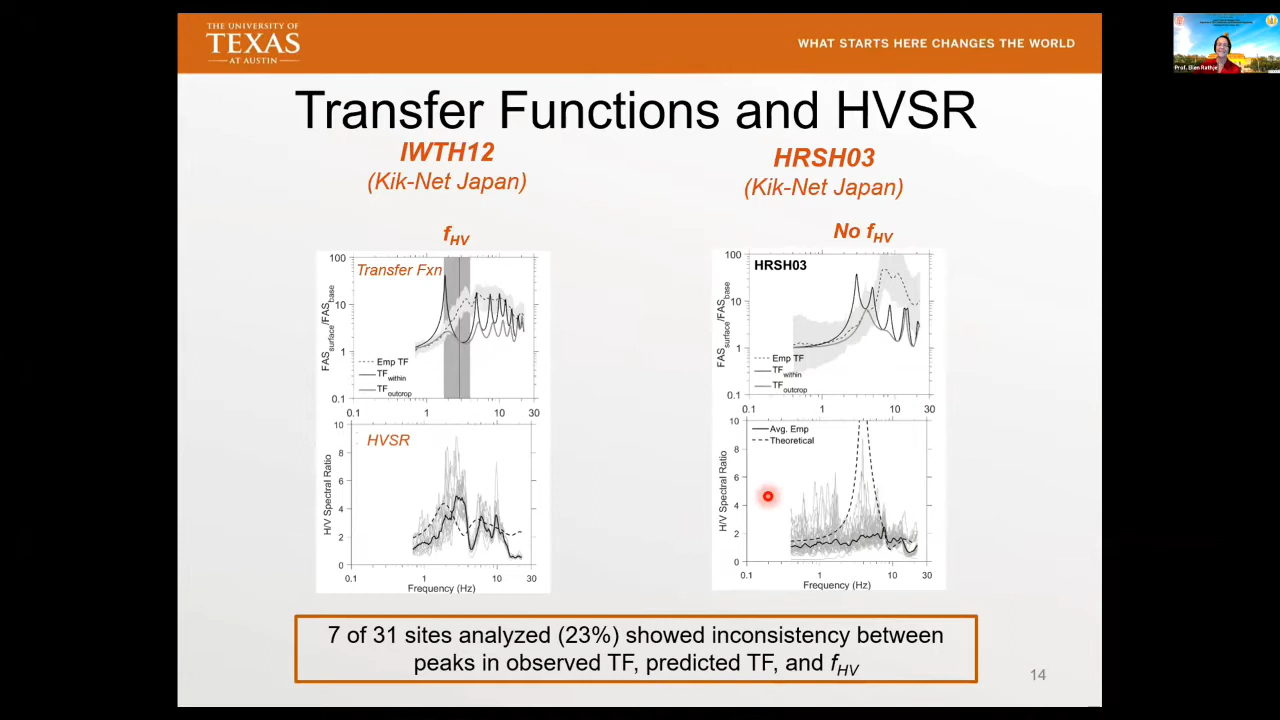 THE UNIVERSITY OF
TEXAS
AT AUSTIN
WHAT STARTS HERE CHANGES THE WORLD
Prof. Ellen Rathje
Transfer Functions and HVSR
IWTH12
(Kik-Net Japan)
HRSH03
(Kik-Net Japan)
fHV
No fHV
Transfer Fxn
FASsurface/FASbase
100
10
1
0.1
Emp TF
TFwithin
TFoutcrop
0.1
1
10
30
HVSR
H/V Spectral Ratio
10
8
6
4
2
0
0.1
1
10
30
Frequency (Hz)
HRSH03
FASsurface/FASbase
100
10
1
0.1
Emp TF
TFwithin
TFoutcrop
0.1
1
10
30
Avg. Emp
Theoretical
H/V Spectral Ratio
10
8
6
4
2
0
0.1
1
10
30
Frequency (Hz)
7 of 31 sites analyzed (23%) showed inconsistency between
peaks in observed TF, predicted TF, and fHV
14